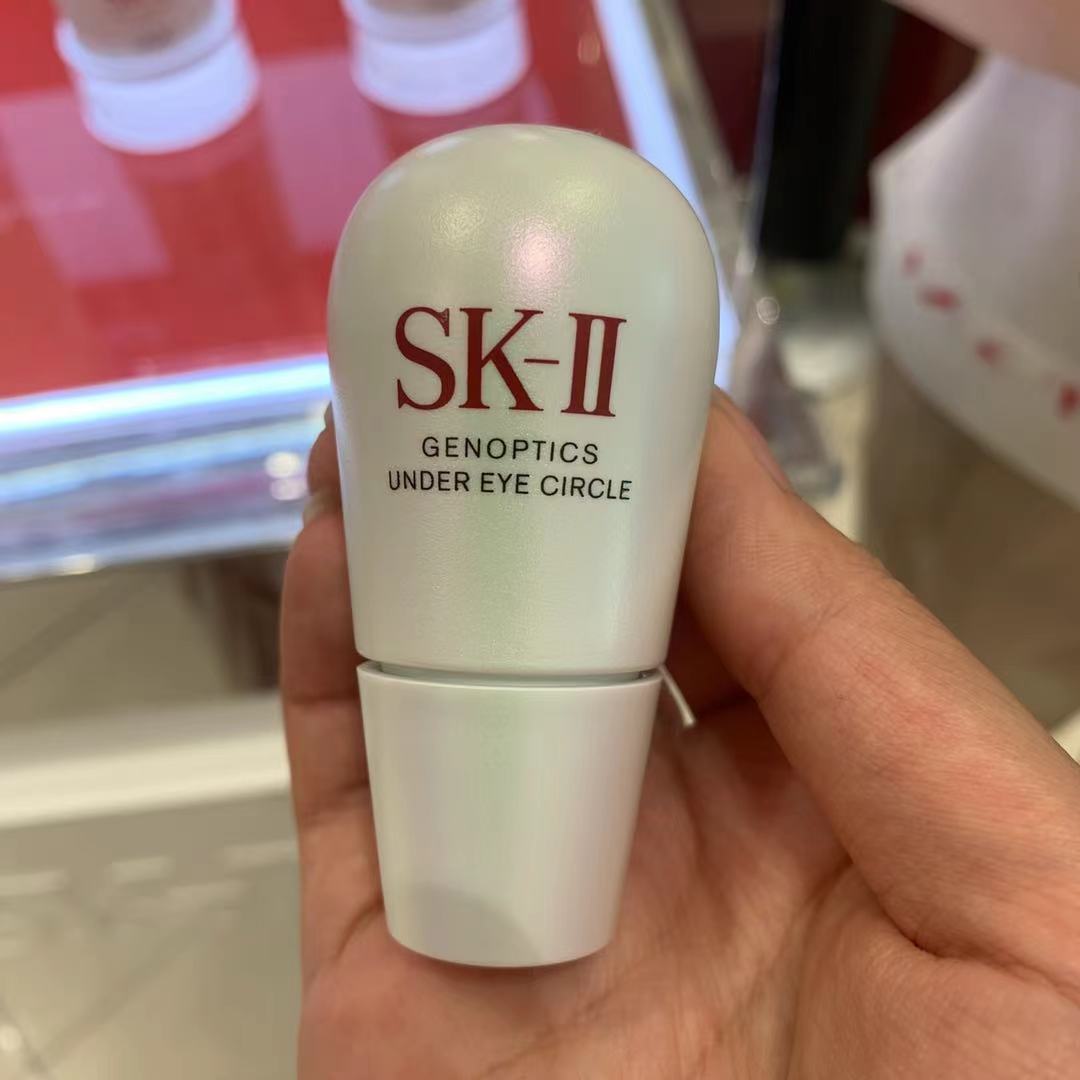 SK-II
GENOPTICS
UNDER EYE CIRCLE